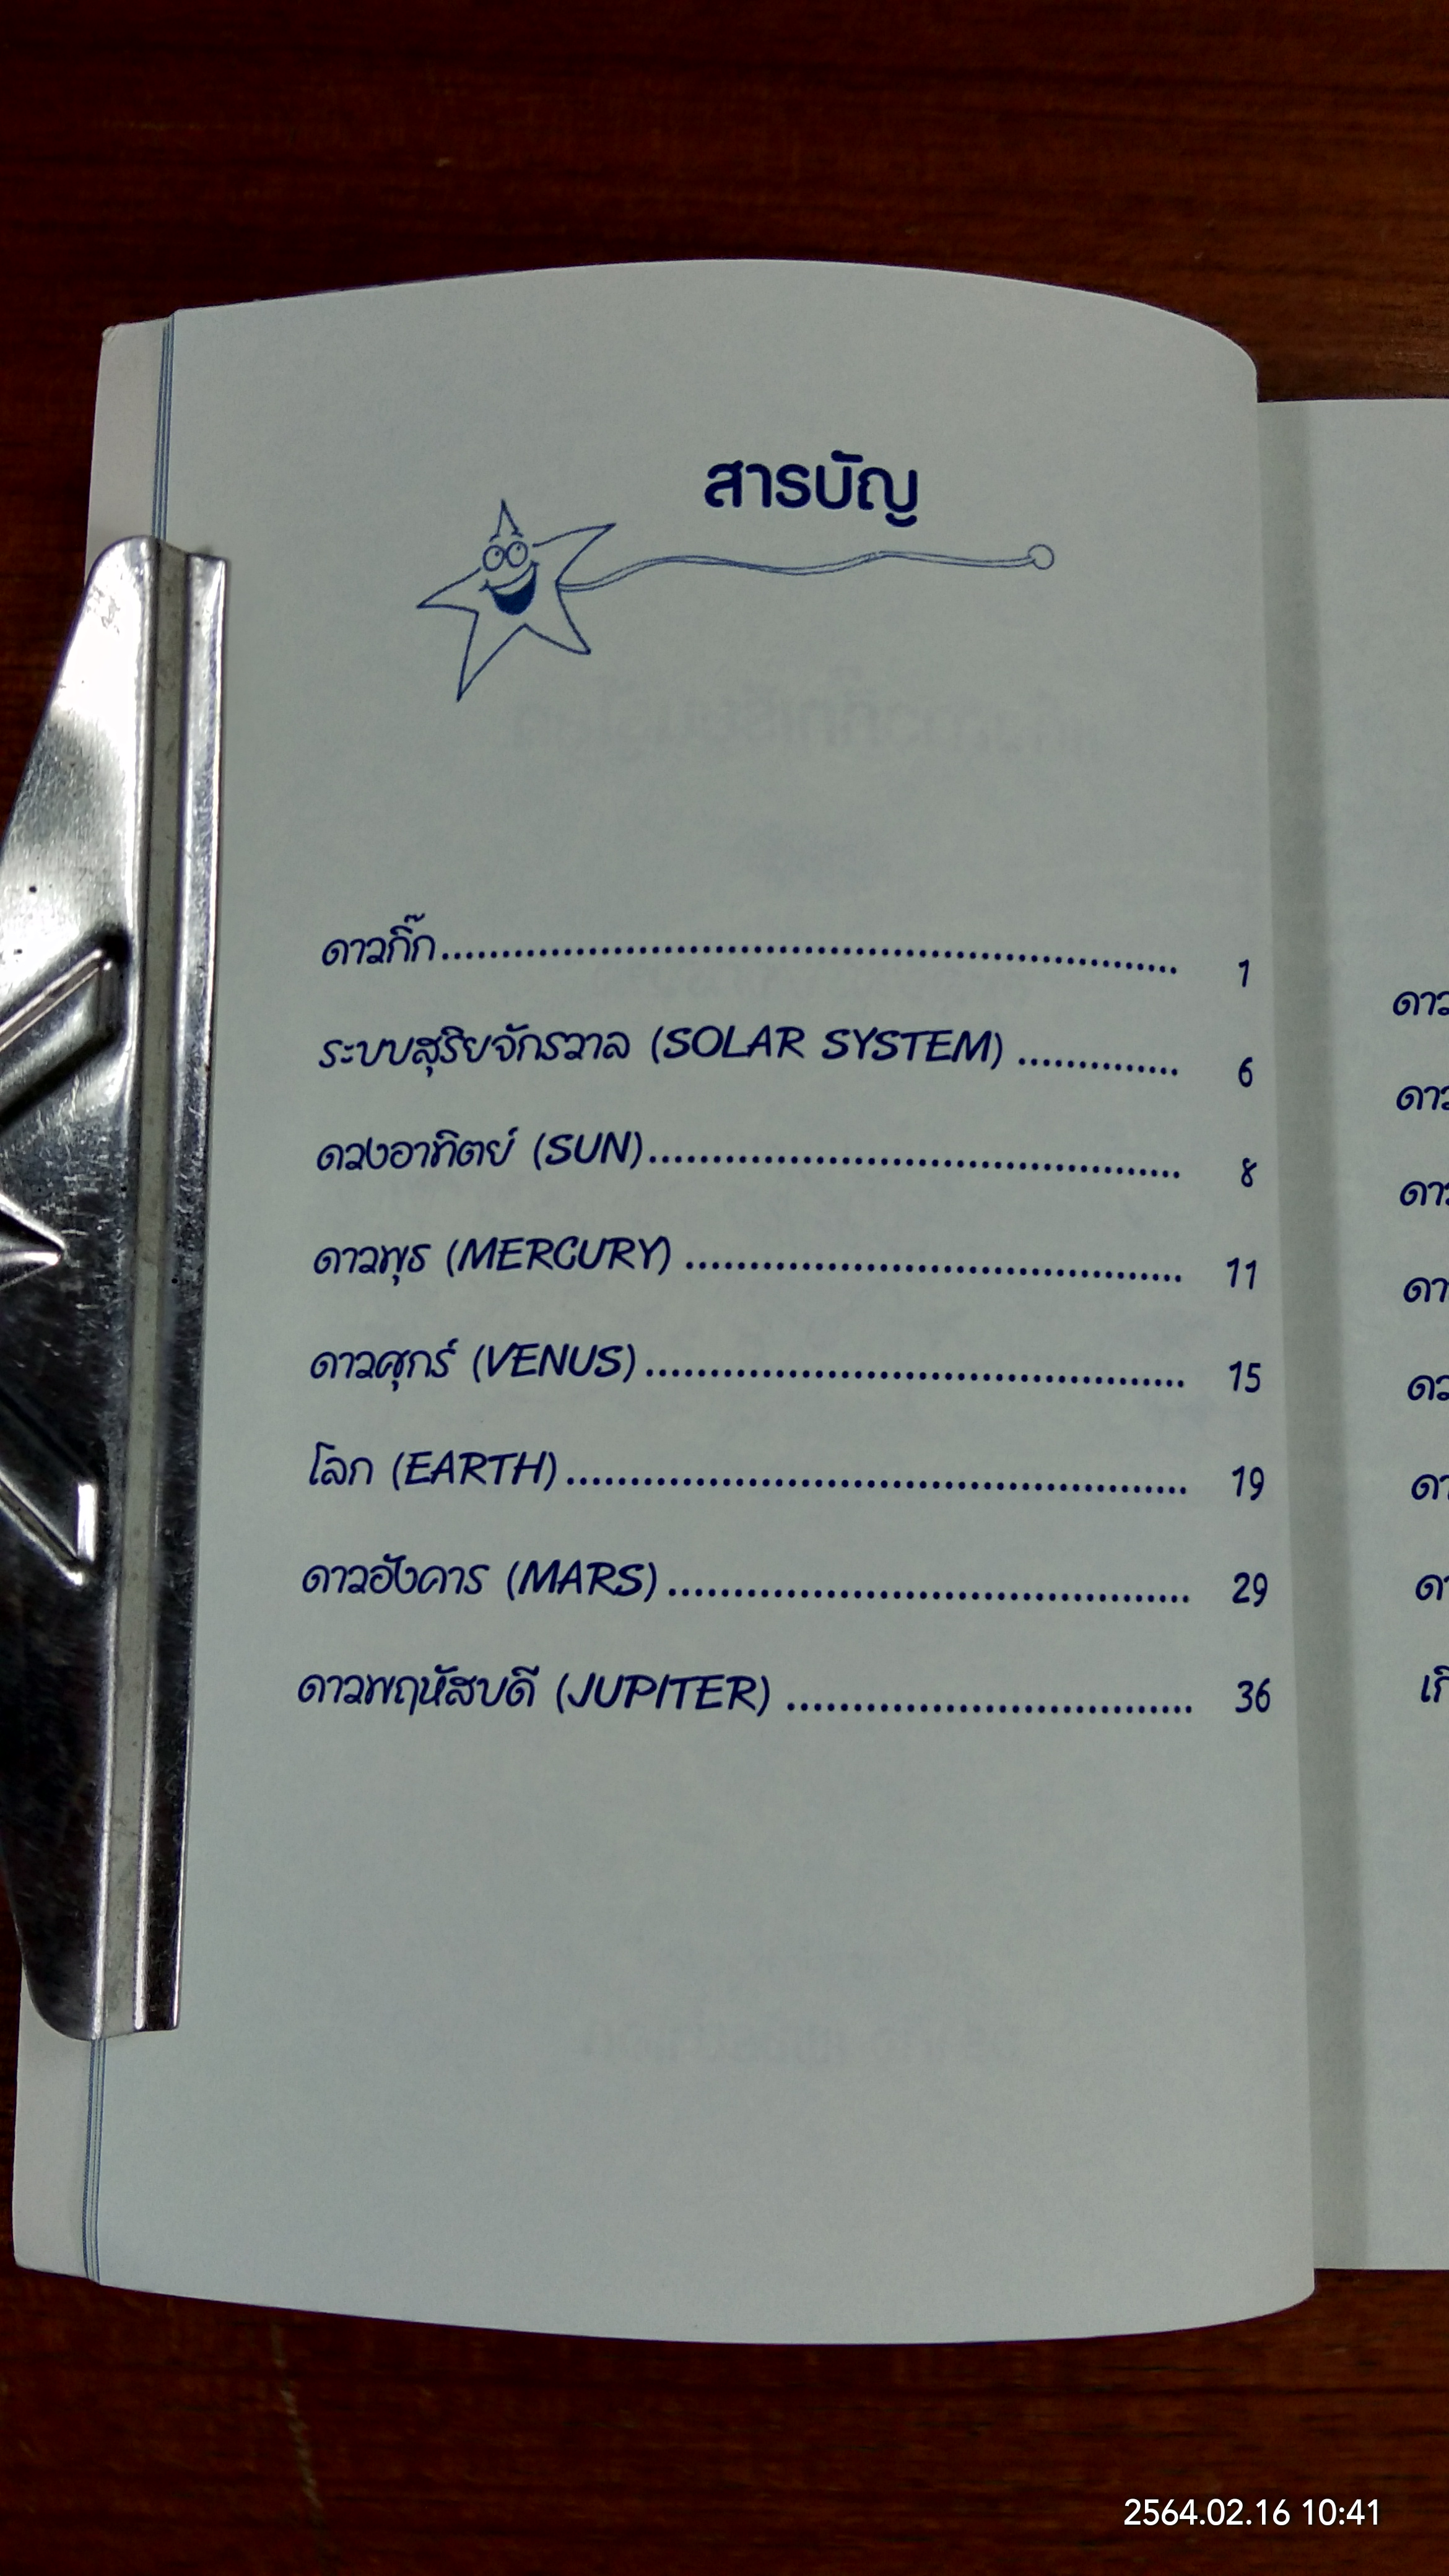 สารบัญ
ดาวกิ๊ก........................................ 1
ระบบสุริยจักรวาล (SOLAR SYSTEM) .............. 6
ดวงอาทิตย์ (SUN)........................................ 8
ดาวพุธ (MERCURY) ........................................ 11
ดาวศุกร์ (VENUS)........................................ 15
โลก (EARTH)........................................ 19
ดาวอังคาร (MARS)........................................ 29
ดาวพฤหัสบดี (JUPITER) ................................ 36
2564.02.16 10:41